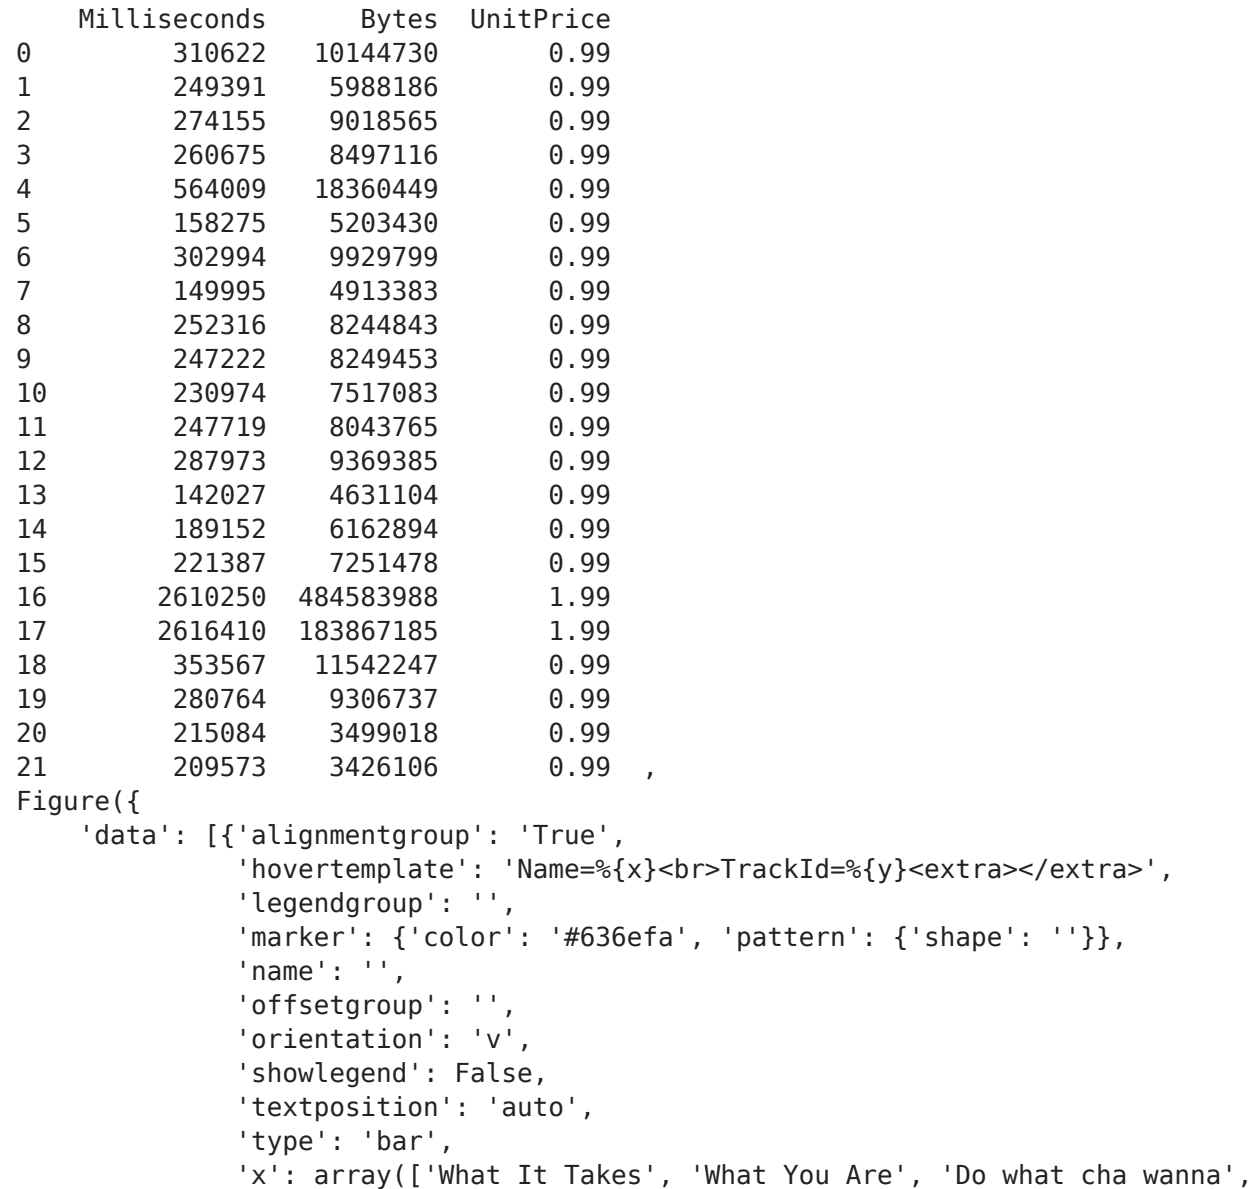 Milliseconds      Bytes  UnitPrice
0         310622   10144730       0.99
1         249391    5988186       0.99
2         274155    9018565       0.99
3         260675    8497116       0.99
4         564009   18360449       0.99
5         158275    5203430       0.99
6         302994    9929799       0.99
7         149995    4913383       0.99
8         252316    8244843       0.99
9         247222    8249453       0.99
10        230974    7517083       0.99
11        247719    8043765       0.99
12        287973    9369385       0.99
13        142027    4631104       0.99
14        189152    6162894       0.99
15        221387    7251478       0.99
16       2610250  484583988       1.99
17       2616410  183867185       1.99
18        353567   11542247       0.99
19        280764    9306737       0.99
20        215084    3499018       0.99
21        209573    3426106       0.99  ,
Figure({
    'data': [{'alignmentgroup': 'True',
              'hovertemplate': 'Name=%{x}<br>TrackId=%{y}<extra></extra>',
              'legendgroup': '',
              'marker': {'color': '#636efa', 'pattern': {'shape': ''}},
              'name': '',
              'offsetgroup': '',
              'orientation': 'v',
              'showlegend': False,
              'textposition': 'auto',
              'type': 'bar',
              'x': array(['What It Takes', 'What You Are', 'Do what cha wanna',